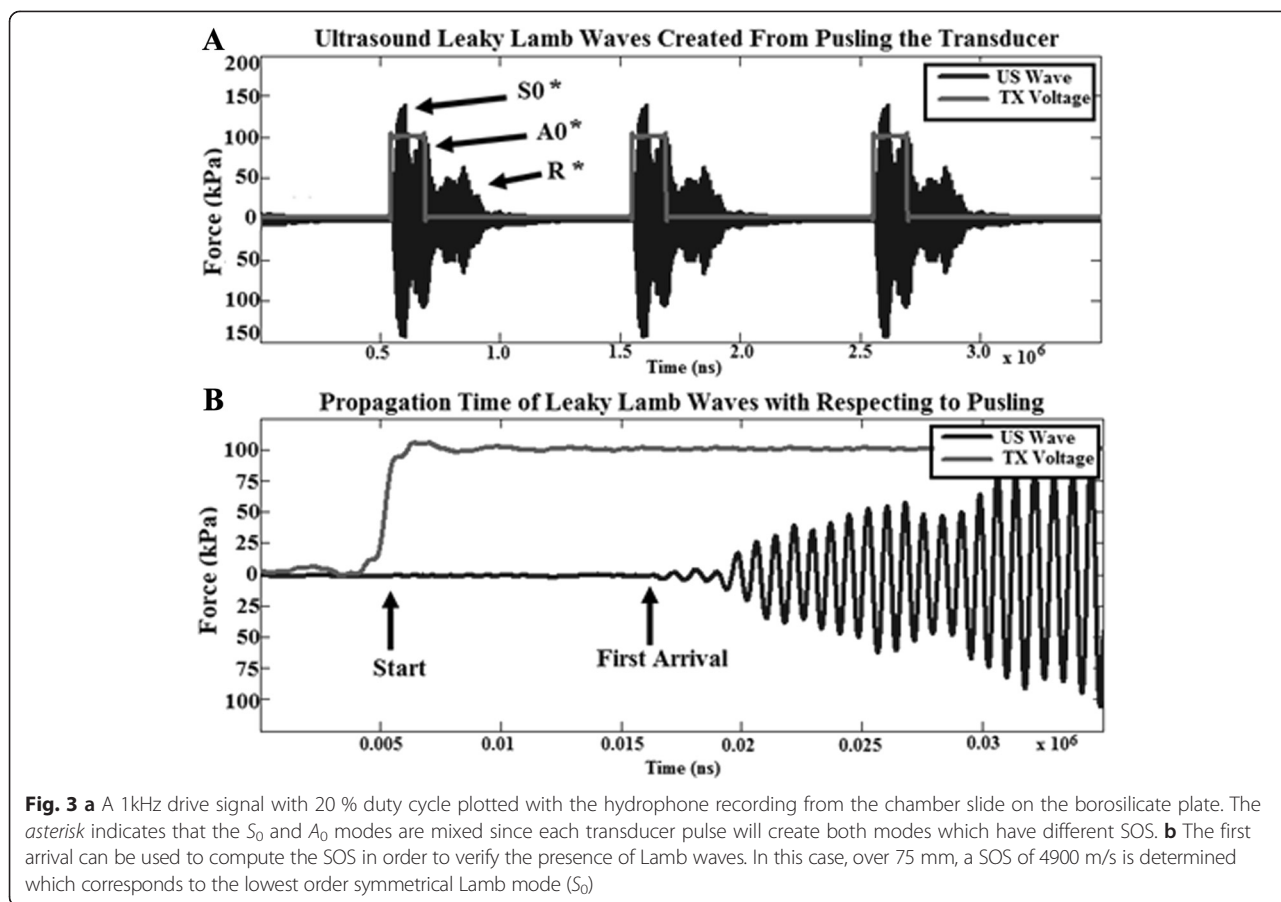 A
Ultrasound Leaky Lamb Waves Created From Pusling the Transducer
200
150
100
50
0
50
100
150
Force (kPa)
S0 *
A0 *
R *
US Wave
TX Voltage
0.5
1.0
1.5
2.0
2.5
3.0
x 10^6
Time (ns)
B
Propagation Time of Leaky Lamb Waves with Respecting to Pusling
100
75
50
25
0
25
50
75
100
Force (kPa)
US Wave
TX Voltage
Start
First Arrival
0.005
0.01
0.015
0.02
0.025
0.03
x 10^6
Time (ns)
Fig. 3 a A 1kHz drive signal with 20 % duty cycle plotted with the hydrophone recording from the chamber slide on the borosilicate plate. The
asterisk indicates that the S0 and A0 modes are mixed since each transducer pulse will create both modes which have different SOS. b The first
arrival can be used to compute the SOS in order to verify the presence of Lamb waves. In this case, over 75 mm, a SOS of 4900 m/s is determined
which corresponds to the lowest order symmetrical Lamb mode (S0)